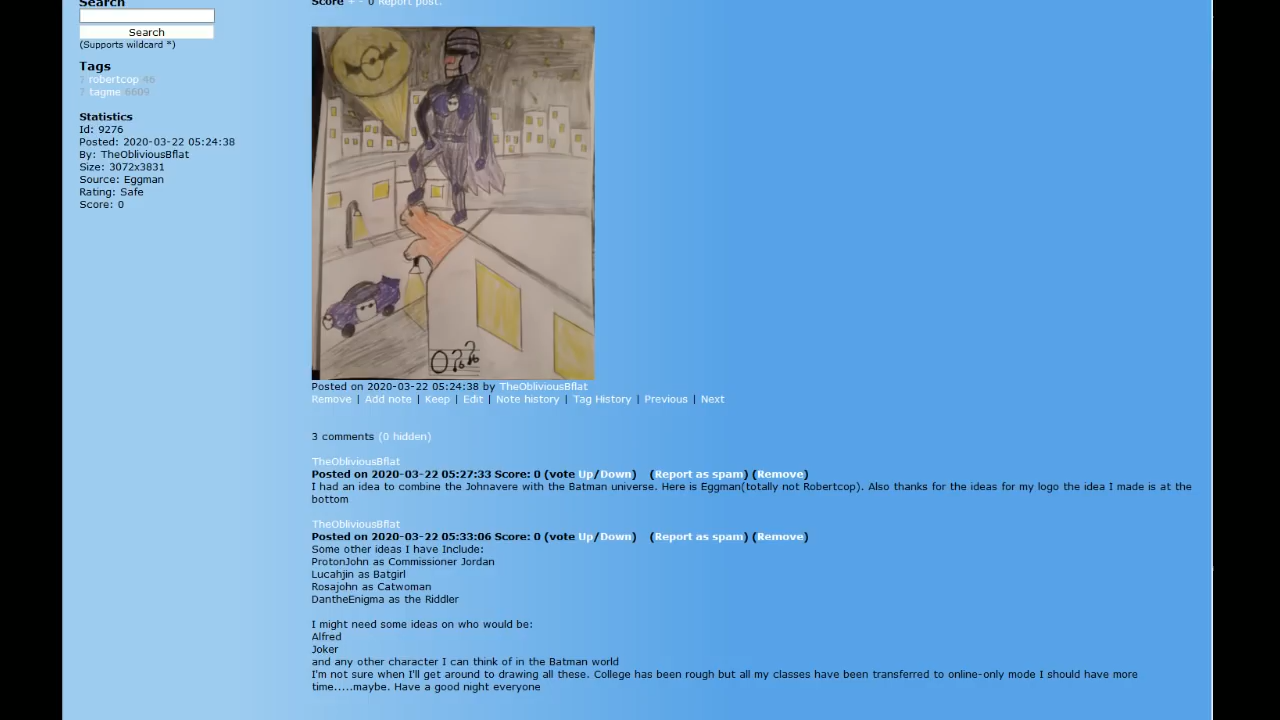 Search
Search
(Supports wildcard *)
Tags
? robertcop 46
? tagme 6609
Statistics
Id: 9276
Posted: 2020-03-22 05:24:38
By: TheObliviousBflat
Size: 3072x3831
Source: Eggman
Rating: Safe
Score: 0
Score + - 0 Report post.
Posted on 2020-03-22 05:24:38 by TheObliviousBflat
Remove | Add note | Keep | Edit | Note history | Tag History | Previous | Next
3 comments (0 hidden)
TheObliviousBflat
Posted on 2020-03-22 05:27:33 Score: 0 (vote Up/Down) (Report as spam) (Remove)
I had an idea to combine the Johnavere with the Batman universe. Here is Eggman(totally not Robertcop). Also thanks for the ideas for my logo the idea I made is at the
bottom
TheObliviousBflat
Posted on 2020-03-22 05:33:06 Score: 0 (vote Up/Down) (Report as spam) (Remove)
Some other ideas I have Include:
ProtonJohn as Commissioner Jordan
Lucahjin as Batgirl
Rosajohn as Catwoman
DantheEnigma as the Riddler
I might need some ideas on who would be:
Alfred
Joker
and any other character I can think of in the Batman world
I'm not sure when I'll get around to drawing all these. College has been rough but all my classes have been transferred to online-only mode I should have more
time.....maybe. Have a good night everyone